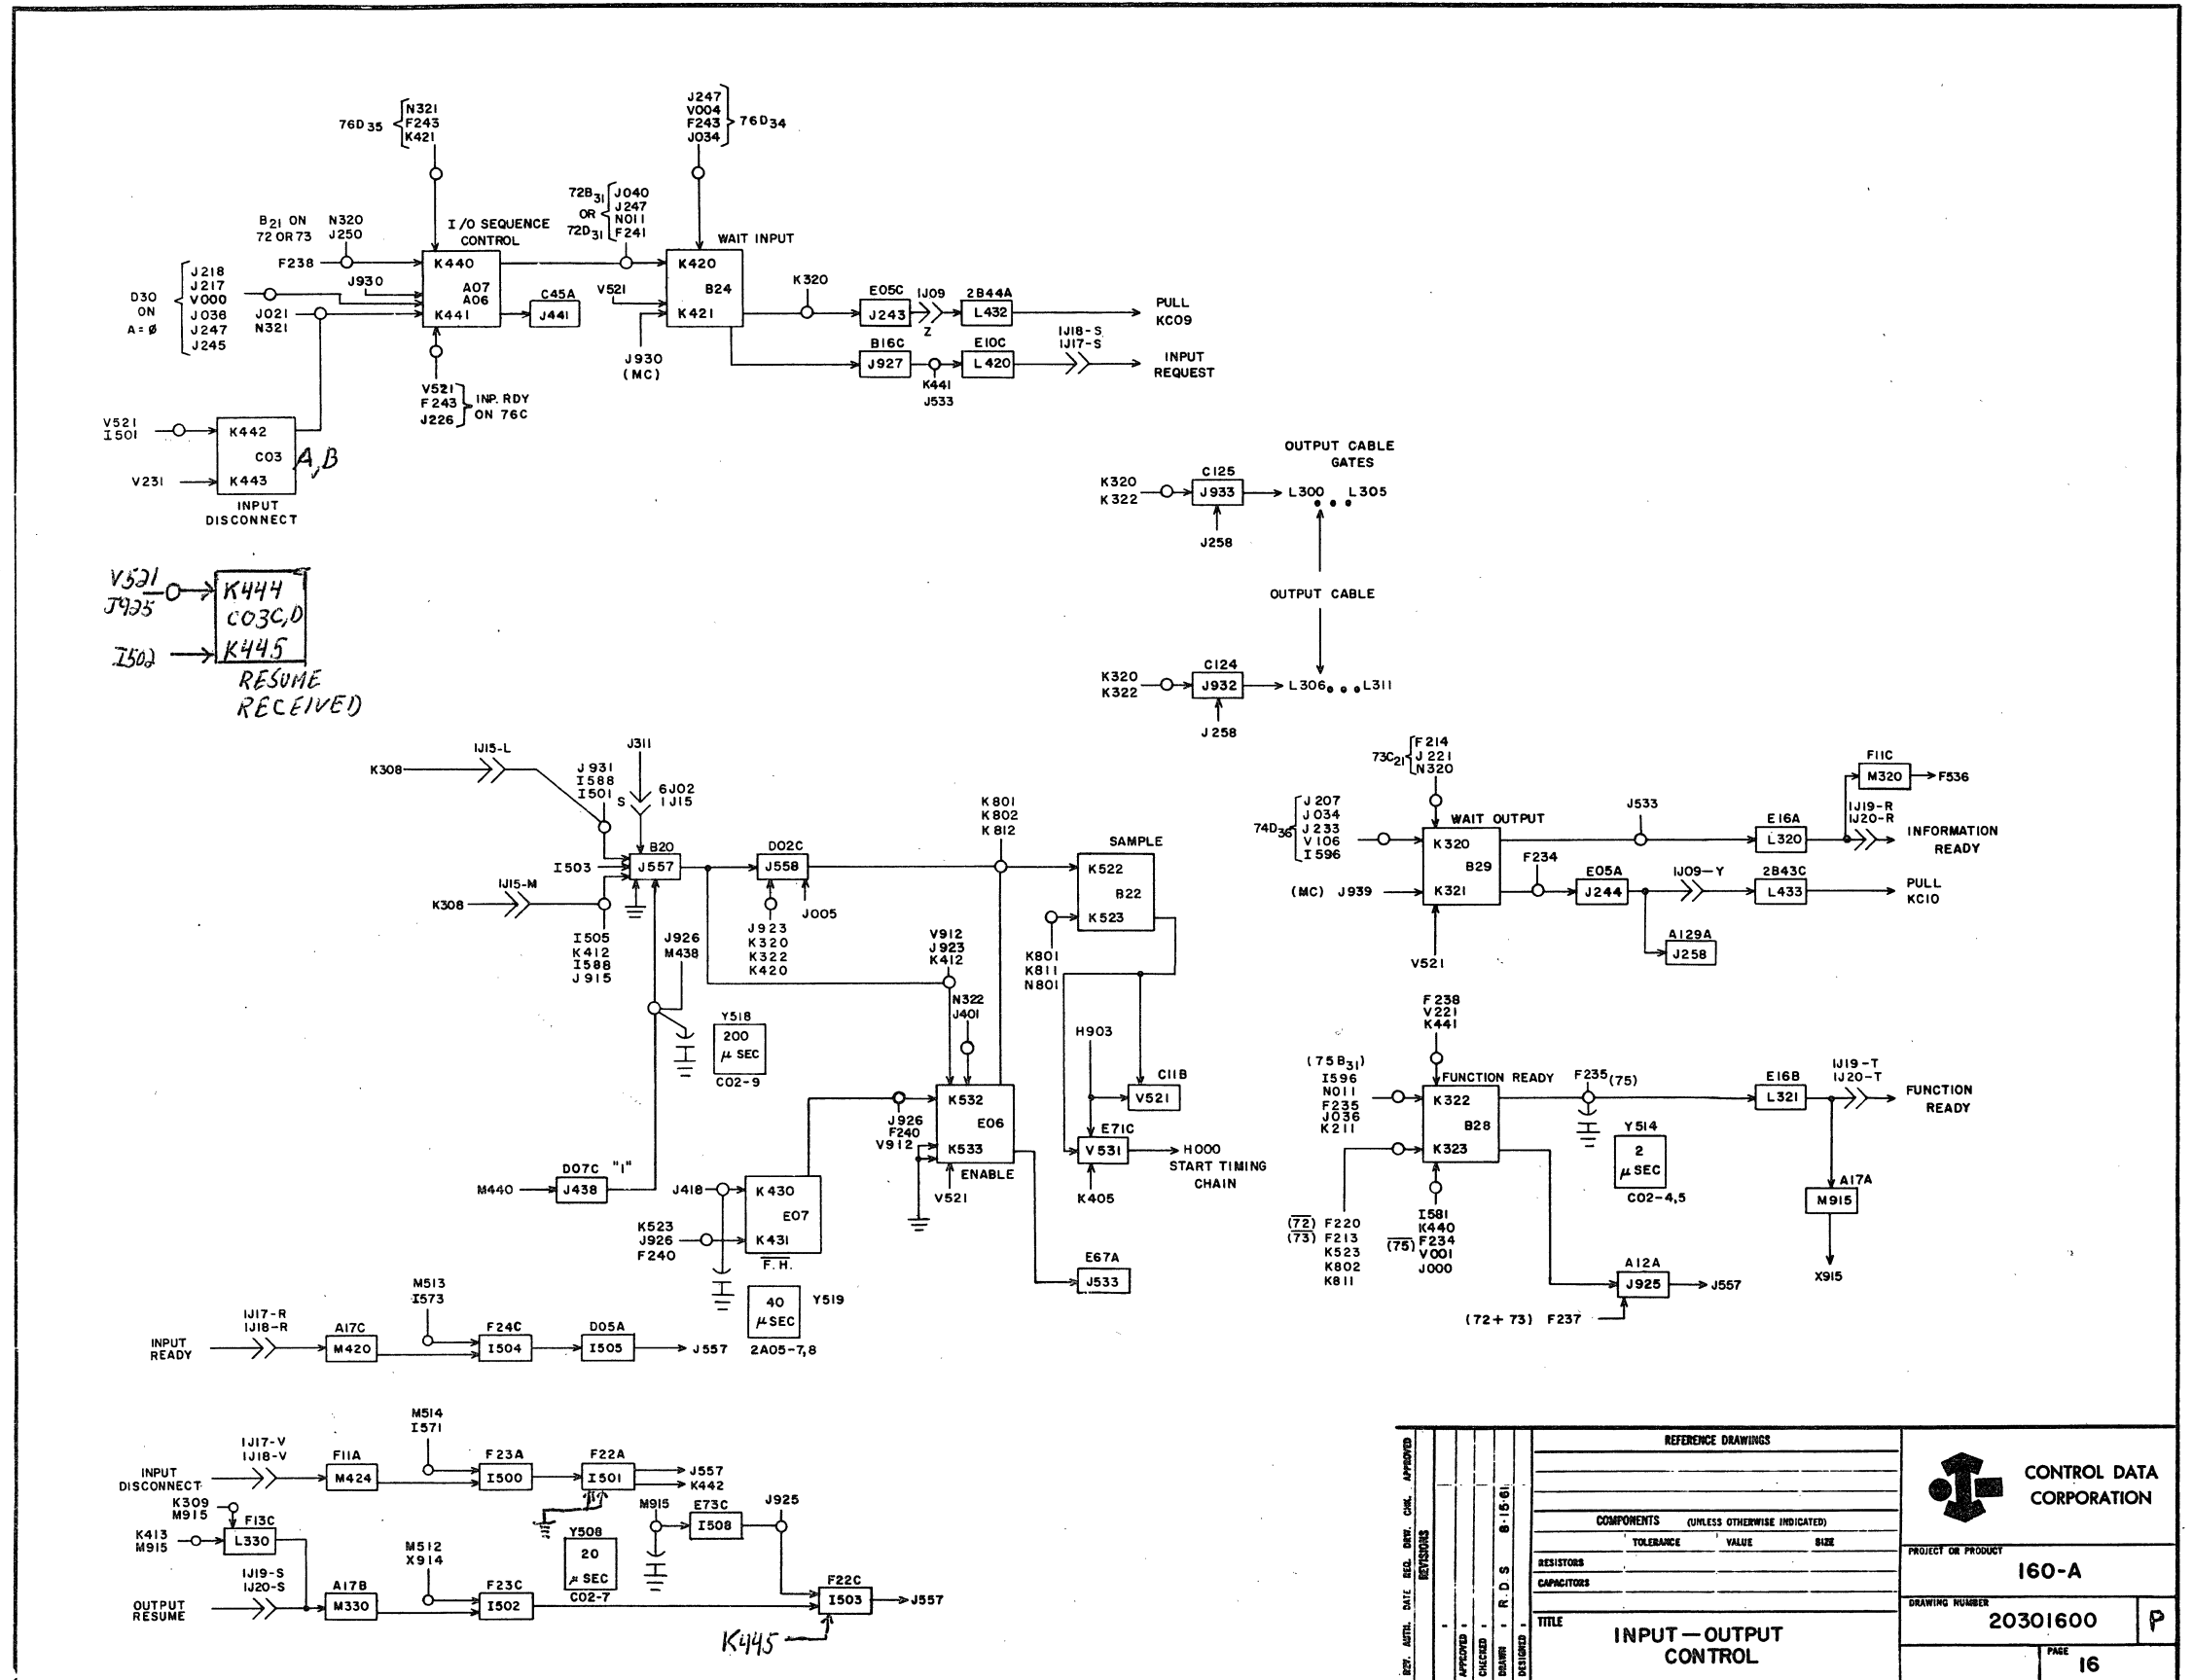 76D35
N321
F243
K421
J247
V004
F243
J034
76D34
B21 ON
72 OR 73
N320
J250
F238
I/O SEQUENCE
CONTROL
K440
A07
A06
K441
C45A
J441
D30
ON
A=Ø
J218
J217
V000
J036
J247
J245
J930
J021
N321
V521
F243
J226
INP. RDY
ON 76C
72B31
OR
72D31
J040
J247
N011
F241
WAIT INPUT
K420
B24
K421
V521
J930
(MC)
K320
E05C
J243
1J09
Z
2B44A
L432
PULL
KC09
B16C
J927
K441
J533
E10C
L420
1J18-S
1J17-S
INPUT
REQUEST
V521
I501
K442
C03
A,B
K443
V231
INPUT
DISCONNECT
V521
J925
K444
C03C,D
K445
I502
RESUME
RECEIVED
OUTPUT CABLE
GATES
K320
K322
C125
J933
L300 L305
J258
OUTPUT CABLE
K320
K322
C124
J932
L306 L311
J258
K308
1J15-L
J931
I588
I501
J311
S
6J02
1J15
I503
B20
J557
K308
1J15-M
I505
K412
I588
J915
J926
M438
D02C
J558
J005
J923
K320
K322
K420
Y518
200
μ SEC
C02-9
K801
K802
K812
SAMPLE
K522
B22
K523
K801
K811
N801
V912
J923
K412
N322
J401
H903
C11B
V521
E71C
V531
K405
H000
START TIMING
CHAIN
K532
E06
K533
ENABLE
V521
J926
F240
V912
M440
D07C
J438
"1"
J418
K430
E07
K431
F.H.
K523
J926
F240
40
μ SEC
Y519
2A05-7,8
E67A
J533
73C21
F214
J221
N320
74D36
J207
J034
J233
V106
I596
WAIT OUTPUT
K320
B29
K321
(MC) J939
V521
J533
F234
E05A
J244
E16A
L320
F11C
M320
F536
1J19-R
1J20-R
INFORMATION
READY
1J09-Y
2B43C
L433
PULL
KC10
A129A
J258
F238
V221
K441
(75B31)
I596
N011
F235
J036
K211
FUNCTION READY
K322
B28
K323
F235 (75)
Y514
2
μ SEC
C02-4,5
E16B
L321
1J19-T
1J20-T
FUNCTION
READY
A17A
M915
X915
(72) F220
(73) F213
K523
K802
K811
I581
K440
(75) F234
V001
J000
A12A
J925
J557
(72+73) F237
INPUT
READY
1J17-R
1J18-R
A17C
M420
M513
I573
F24C
I504
D05A
I505
J557
INPUT
DISCONNECT
1J17-V
1J18-V
F11A
M424
M514
I571
F23A
I500
F22A
I501
J557
K442
K309
M915
K413
M915
F13C
L330
Y508
20
μ SEC
C02-7
M915
E73C
I508
J925
OUTPUT
RESUME
1J19-S
1J20-S
A17B
M330
M512
X914
F23C
I502
F22C
I503
J557
K445
REV. AUTH. DATE REQ. DRW. CHK. APPROVED
REVISIONS
APPROVED
CHECKED
DRAWN R.D.S 8-15-61
DESIGNED
REFERENCE DRAWINGS
COMPONENTS (UNLESS OTHERWISE INDICATED)
TOLERANCE VALUE SIZE
RESISTORS
CAPACITORS
TITLE
INPUT—OUTPUT
CONTROL
CONTROL DATA
CORPORATION
PROJECT OR PRODUCT
160-A
DRAWING NUMBER
20301600
P
PAGE
16